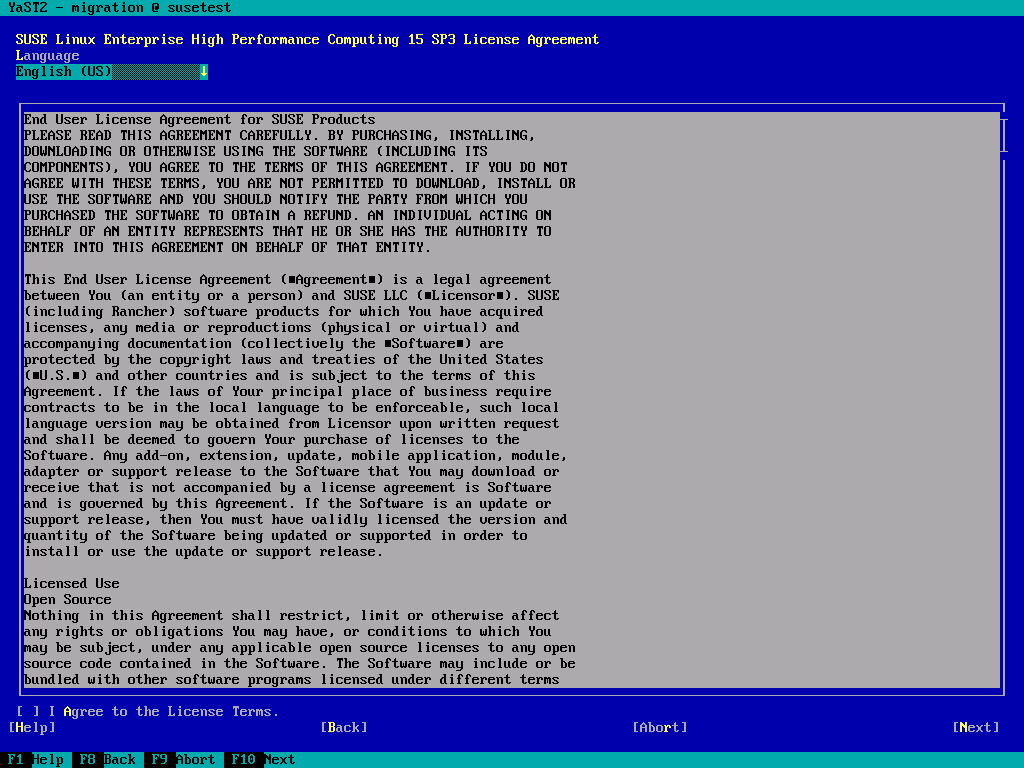 YaST2 - migration @ susetest
SUSE Linux Enterprise High Performance Computing 15 SP3 License Agreement
Language
English (US) ↓
End User License Agreement for SUSE Products
PLEASE READ THIS AGREEMENT CAREFULLY. BY PURCHASING, INSTALLING,
DOWNLOADING OR OTHERWISE USING THE SOFTWARE (INCLUDING ITS
COMPONENTS), YOU AGREE TO THE TERMS OF THIS AGREEMENT. IF YOU DO NOT
AGREE WITH THESE TERMS, YOU ARE NOT PERMITTED TO DOWNLOAD, INSTALL OR
USE THE SOFTWARE AND YOU SHOULD NOTIFY THE PARTY FROM WHICH YOU
PURCHASED THE SOFTWARE TO OBTAIN A REFUND. AN INDIVIDUAL ACTING ON
BEHALF OF AN ENTITY REPRESENTS THAT HE OR SHE HAS THE AUTHORITY TO
ENTER INTO THIS AGREEMENT ON BEHALF OF THAT ENTITY.
This End User License Agreement (■Agreement■) is a legal agreement
between You (an entity or a person) and SUSE LLC (■Licensor■). SUSE
(including Rancher) software products for which You have acquired
licenses, any media or reproductions (physical or virtual) and
accompanying documentation (collectively the ■Software■) are
protected by the copyright laws and treaties of the United States
(■U.S.■) and other countries and is subject to the terms of this
Agreement. If the laws of Your principal place of business require
contracts to be in the local language to be enforceable, such local
language version may be obtained from Licensor upon written request
and shall be deemed to govern Your purchase of licenses to the
Software. Any add-on, extension, update, mobile application, module,
adapter or support release to the Software that You may download or
receive that is not accompanied by a license agreement is Software
and is governed by this Agreement. If the Software is an update or
support release, then You must have validly licensed the version and
quantity of the Software being updated or supported in order to
install or use the update or support release.
Licensed Use
Open Source
Nothing in this Agreement shall restrict, limit or otherwise affect
any rights or obligations You may have, or conditions to which You
may be subject, under any applicable open source licenses to any open
source code contained in the Software. The Software may include or be
bundled with other software programs licensed under different terms
[ ] I Agree to the License Terms.
[Help] [Back] [Abort] [Next]
F1 Help F8 Back F9 Abort F10 Next